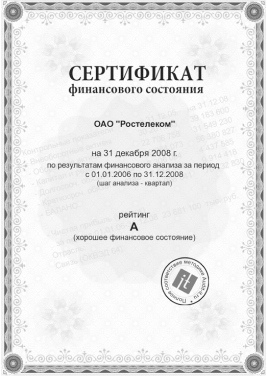 СЕРТИФИКАТ
финансового состояния
ОАО "Ростелеком"
на 31 декабря 2008 г.
по результатам финансового анализа за период
с 01.01.2006 по 31.12.2008
(шаг анализа - квартал)
рейтинг
А
(хорошее финансовое состояние)